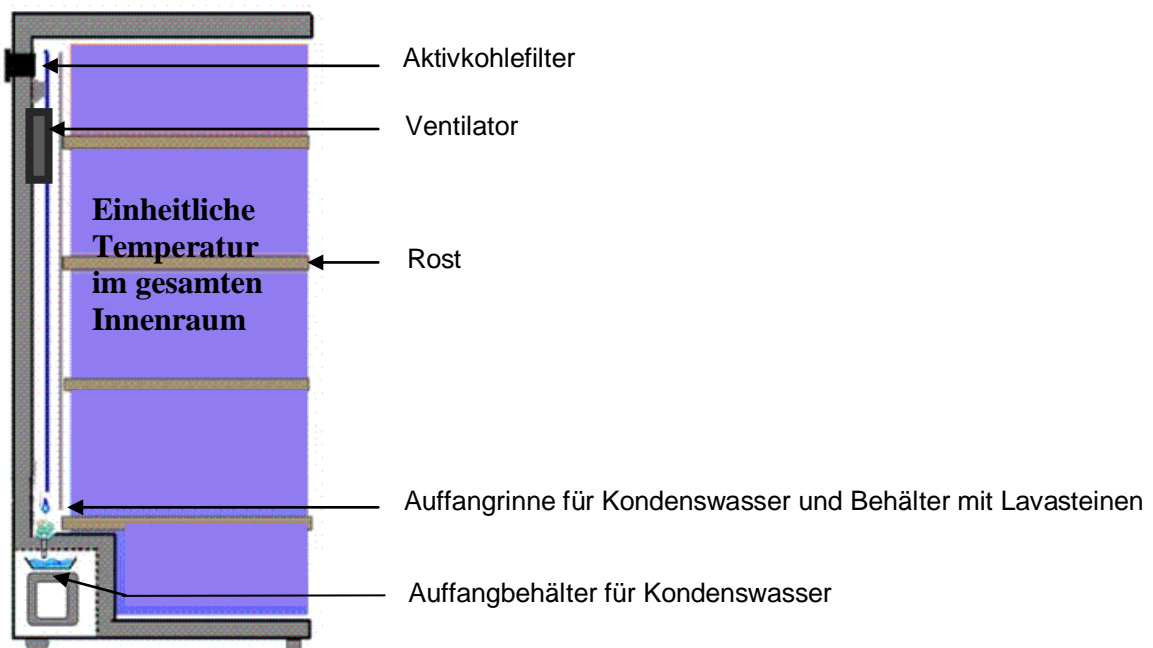 Aktivkohlefilter
Ventilator
Einheitliche
Temperatur
im gesamten
Innenraum
Rost
Auffangrinne für Kondenswasser und Behälter mit Lavasteinen
Auffangbehälter für Kondenswasser